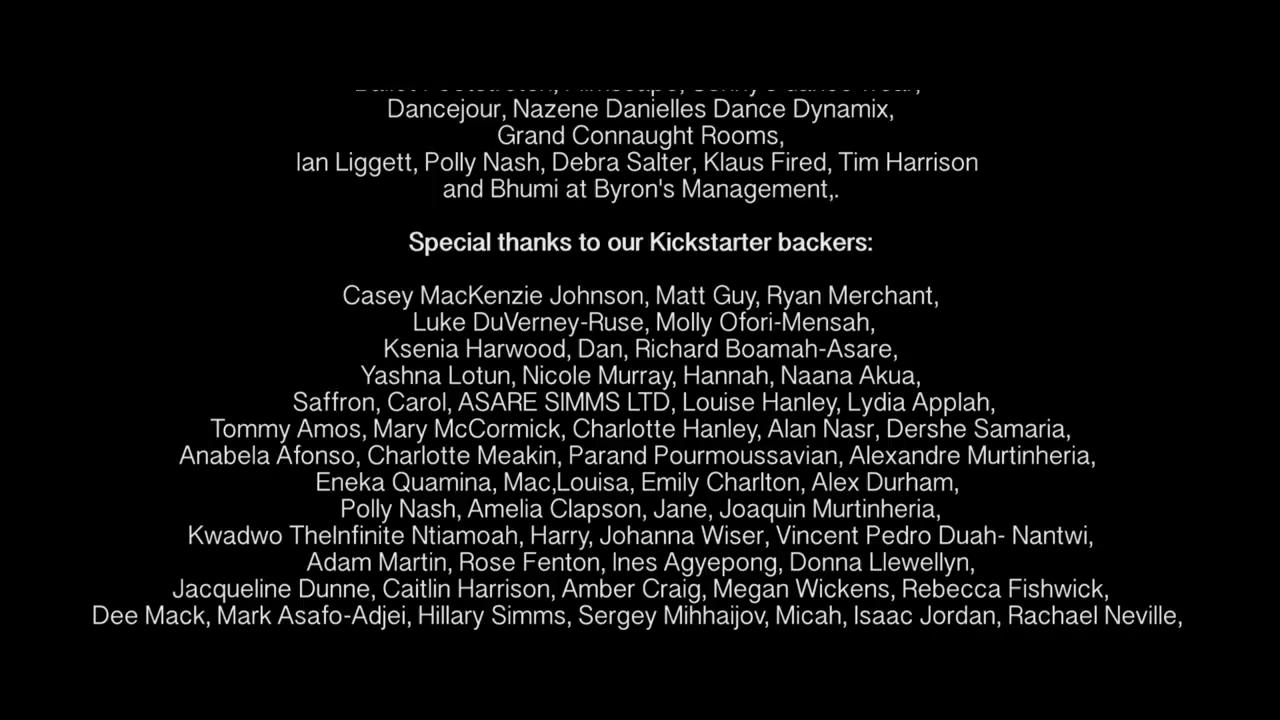 Dancejour, Nazene Danielles Dance Dynamix,
Grand Connaught Rooms,
Ian Liggett, Polly Nash, Debra Salter, Klaus Fired, Tim Harrison
and Bhumi at Byron's Management,.
Special thanks to our Kickstarter backers:
Casey MacKenzie Johnson, Matt Guy, Ryan Merchant,
Luke DuVerney-Ruse, Molly Ofori-Mensah,
Ksenia Harwood, Dan, Richard Boamah-Asare,
Yashna Lotun, Nicole Murray, Hannah, Naana Akua,
Saffron, Carol, ASARE SIMMS LTD, Louise Hanley, Lydia Applah,
Tommy Amos, Mary McCormick, Charlotte Hanley, Alan Nasr, Dershe Samaria,
Anabela Afonso, Charlotte Meakin, Parand Pourmoussavian, Alexandre Murtinheria,
Eneka Quamina, Mac,Louisa, Emily Charlton, Alex Durham,
Polly Nash, Amelia Clapson, Jane, Joaquin Murtinheria,
Kwadwo TheInfinite Ntiamoah, Harry, Johanna Wiser, Vincent Pedro Duah- Nantwi,
Adam Martin, Rose Fenton, Ines Agyepong, Donna Llewellyn,
Jacqueline Dunne, Caitlin Harrison, Amber Craig, Megan Wickens, Rebecca Fishwick,
Dee Mack, Mark Asafo-Adjei, Hillary Simms, Sergey Mihhaijov, Micah, Isaac Jordan, Rachael Neville,